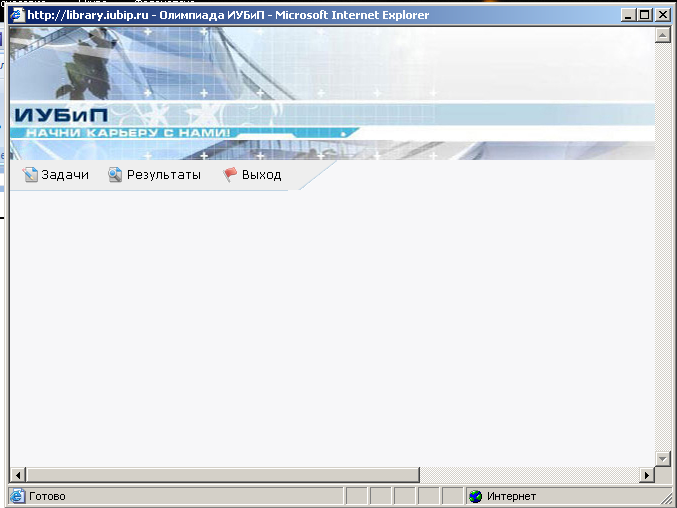 http://library.iubip.ru - Олимпиада ИУБиП - Microsoft Internet Explorer
ИУБиП
НАЧНИ КАРЬЕРУ С НАМИ!
Задачи Результаты Выход
Готово Интернет